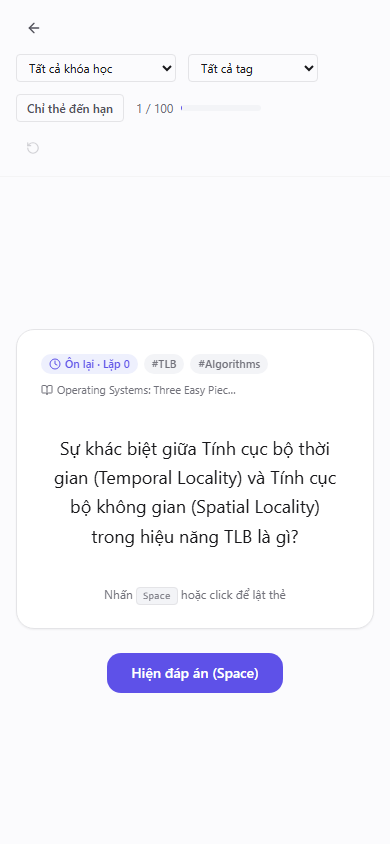 Tất cả khóa học
Tất cả tag
Chỉ thẻ đến hạn
1 / 100
Ôn lại · Lặp 0
#TLB
#Algorithms
Operating Systems: Three Easy Piec...
Sự khác biệt giữa Tính cục bộ thời
gian (Temporal Locality) và Tính cục
bộ không gian (Spatial Locality)
trong hiệu năng TLB là gì?
Nhấn Space hoặc click để lật thẻ
Hiện đáp án (Space)